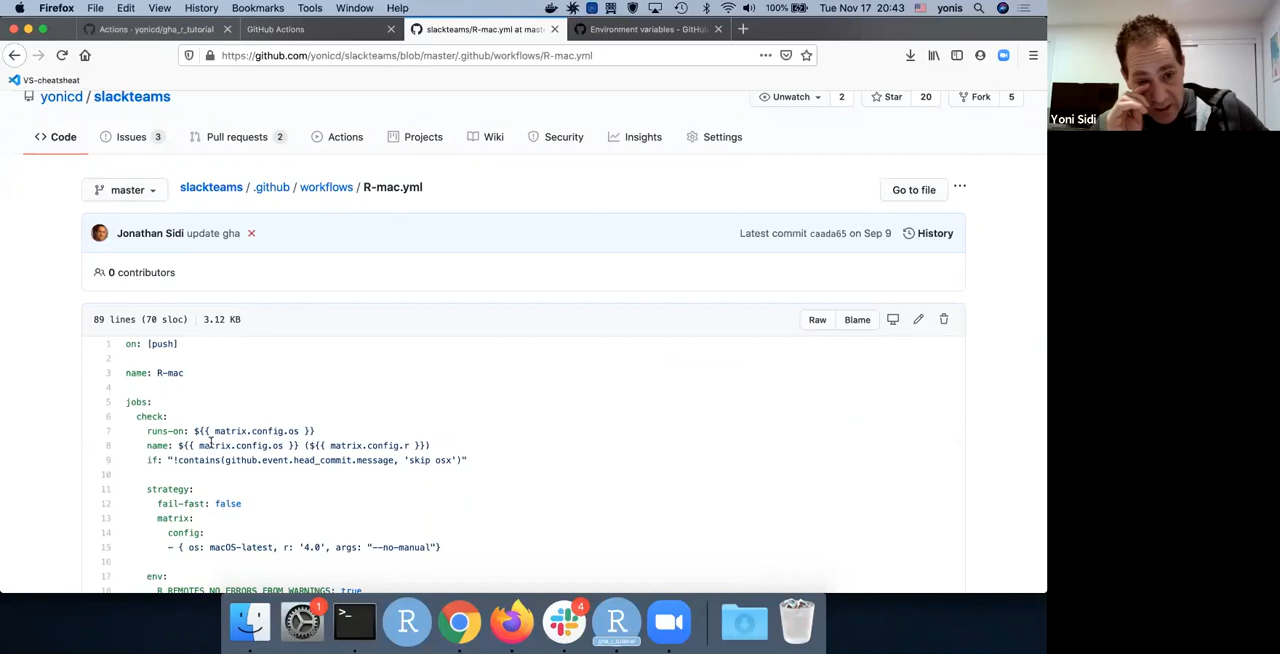 Firefox File Edit View History Bookmarks Tools Window Help 100% Tue Nov 17 20:43 yonis
Actions · yonicd/gha_r_tutorial GitHub Actions slackteams/R-mac.yml at mast Environment variables - GitHu
https://github.com/yonicd/slackteams/blob/master/.github/workflows/R-mac.yml
VS-cheatsheat
yonicd / slackteams Unwatch 2 Star 20 Fork 5
Code Issues 3 Pull requests 2 Actions Projects Wiki Security Insights Settings
master slackteams / .github / workflows / R-mac.yml Go to file
Jonathan Sidi update gha Latest commit caada65 on Sep 9 History
0 contributors
89 lines (70 sloc) 3.12 KB Raw Blame
1 on: [push]
2
3 name: R-mac
4
5 jobs:
6 check:
7 runs-on: ${{ matrix.config.os }}
8 name: ${{ matrix.config.os }} (${{ matrix.config.r }})
9 if: "!contains(github.event.head_commit.message, 'skip osx')"
10
11 strategy:
12 fail-fast: false
13 matrix:
14 config:
15 - { os: macOS-latest, r: '4.0', args: "--no-manual"}
16
17 env:
18 R_REMOTES_NO_ERRORS_FROM_WARNINGS: true
Yoni Sidi
1
4
R
R
gha_r_tutorial